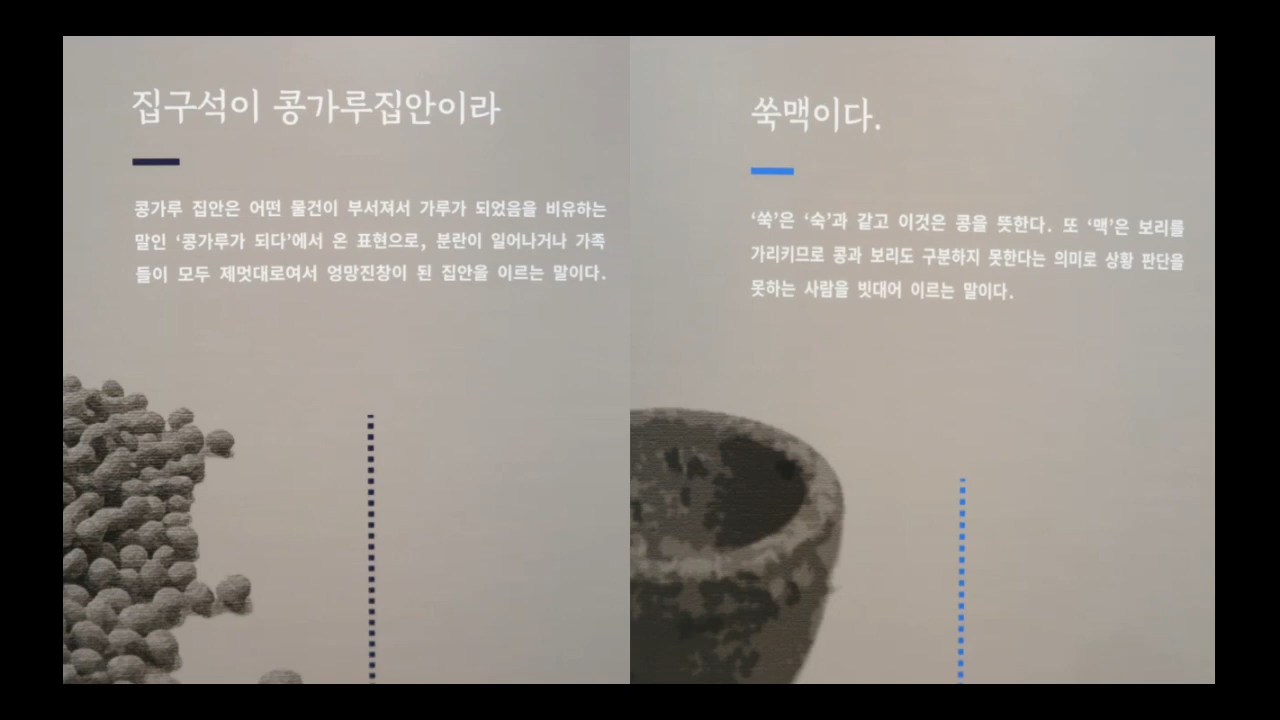 집구석이 콩가루집안이라
콩가루 집안은 어떤 물건이 부서져서 가루가 되었음을 비유하는
말인 ‘콩가루가 되다’에서 온 표현으로, 분란이 일어나거나 가족
들이 모두 제멋대로여서 엉망진창이 된 집안을 이르는 말이다.
쑥맥이다.
‘쑥’은 ‘숙’과 같고 이것은 콩을 뜻한다. 또 ‘맥’은 보리를
가리키므로 콩과 보리도 구분하지 못한다는 의미로 상황 판단을
못하는 사람을 빗대어 이르는 말이다.